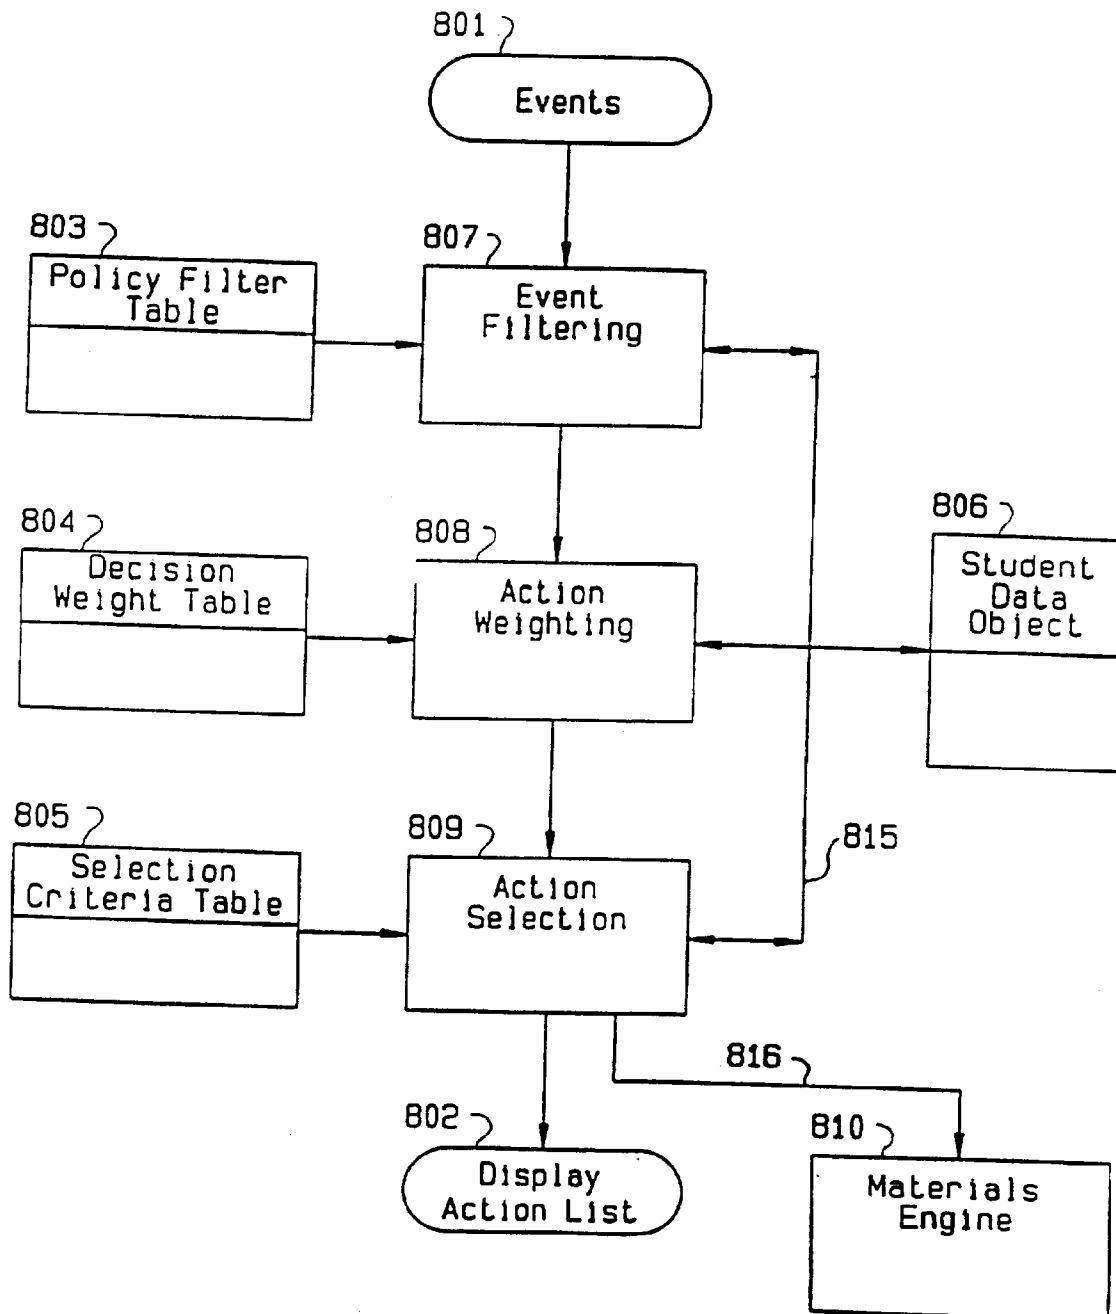 801
Events
803
Policy Filter
Table
807
Event
Filtering
804
Decision
Weight Table
808
Action
Weighting
806
Student
Data
Object
805
Selection
Criteria Table
809
Action
Selection
815
816
802
Display
Action List
810
Materials
Engine